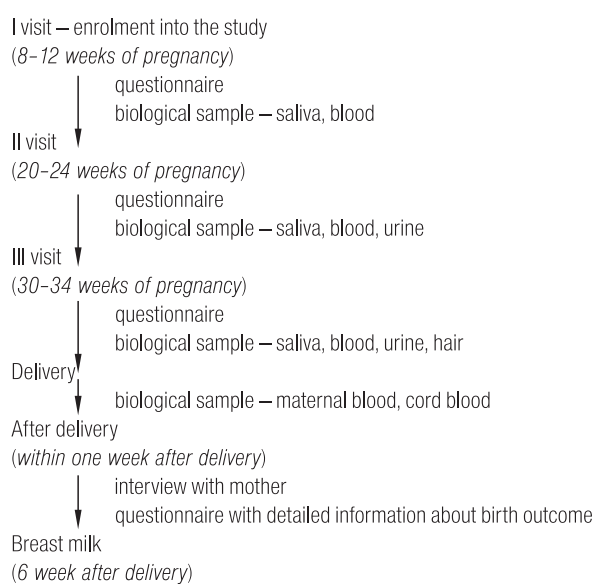 I visit – enrolment into the study
(8–12 weeks of pregnancy)
questionnaire
biological sample – saliva, blood
II visit
(20–24 weeks of pregnancy)
questionnaire
biological sample – saliva, blood, urine
III visit
(30–34 weeks of pregnancy)
questionnaire
biological sample – saliva, blood, urine, hair
Delivery
biological sample – maternal blood, cord blood
After delivery
(within one week after delivery)
interview with mother
questionnaire with detailed information about birth outcome
Breast milk
(6 week after delivery)